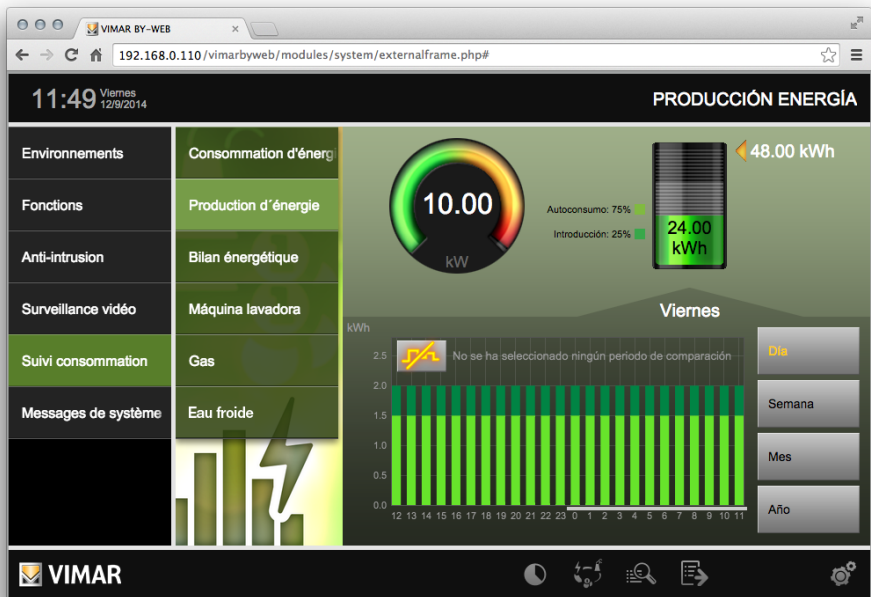 VIMAR BY-WEB
192.168.0.110/vimarbyweb/modules/system/externalframe.php#
11:49 Viernes 12/9/2014
PRODUCCIÓN ENERGÍA
Environnements
Fonctions
Anti-intrusion
Surveillance vidéo
Suivi consommation
Messages de système
Consommation d'énergi
Production d´énergie
Bilan énergétique
Máquina lavadora
Gas
Eau froide
10.00
kW
Autoconsumo: 75%
Introducción: 25%
48.00 kWh
24.00
kWh
Viernes
kWh
No se ha seleccionado ningún periodo de comparación
2.5
2.0
1.5
1.0
0.5
0.0
12 13 14 15 16 17 18 19 20 21 22 23 0 1 2 3 4 5 6 7 8 9 10 11
Día
Semana
Mes
Año
VIMAR